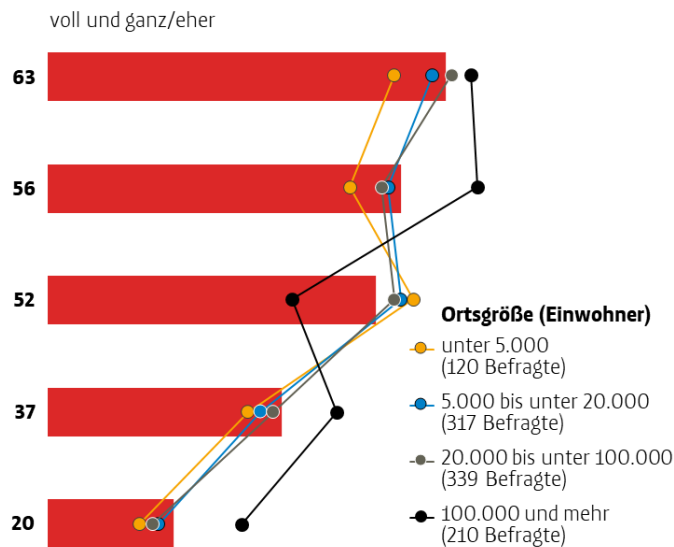 voll und ganz/eher
63
56
52
Ortsgröße (Einwohner)
unter 5.000
(120 Befragte)
37
5.000 bis unter 20.000
(317 Befragte)
20.000 bis unter 100.000
(339 Befragte)
20
100.000 und mehr
(210 Befragte)